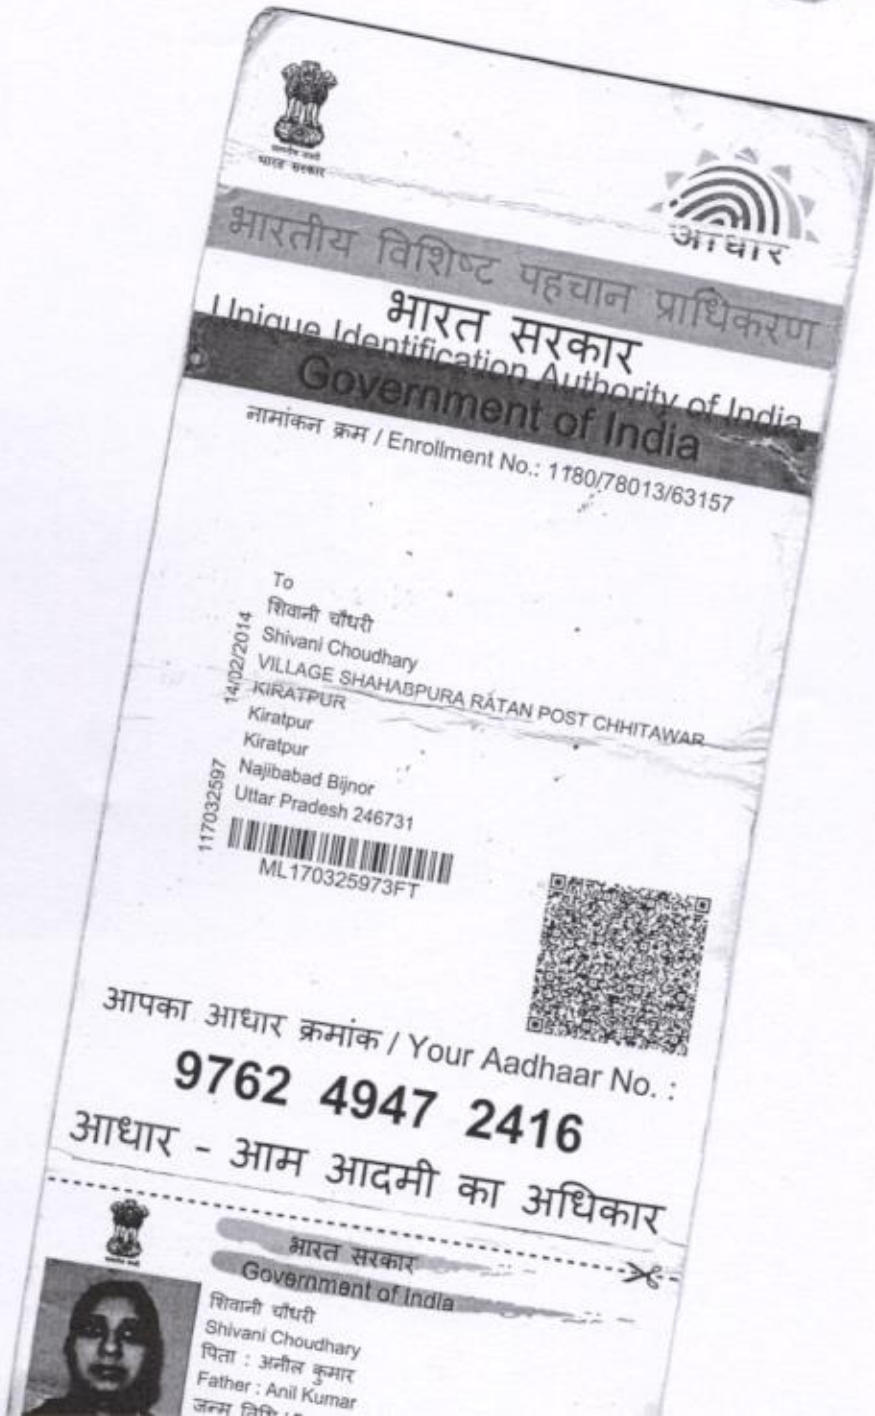 भारत सरकार
आधार
भारतीय विशिष्ट पहचान प्राधिकरण
भारत सरकार
Unique Identification Authority of India
Government of India
नामांकन क्रम / Enrollment No.: 1180/78013/63157
To
शिवानी चौधरी
Shivani Choudhary
VILLAGE SHAHABPURA RATAN POST CHHITAWAR
KIRATPUR
Kiratpur
Kiratpur
Najibabad Bijnor
Uttar Pradesh 246731
14/02/2014
117032597
ML170325973FT
आपका आधार क्रमांक / Your Aadhaar No. :
9762 4947 2416
आधार - आम आदमी का अधिकार
भारत सरकार
Government of India
शिवानी चौधरी
Shivani Choudhary
पिता : अनील कुमार
Father : Anil Kumar
जन्म तिथि